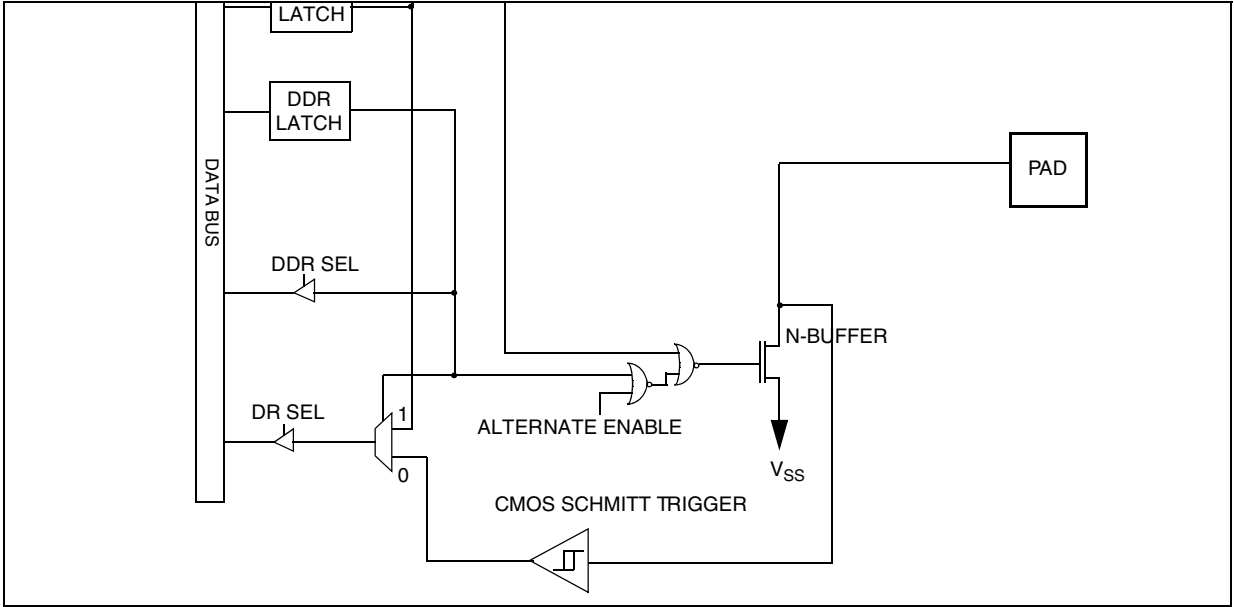 LATCH
DDR
LATCH
DATA BUS
PAD
DDR SEL
N-BUFFER
DR SEL
1
ALTERNATE ENABLE
0
VSS
CMOS SCHMITT TRIGGER